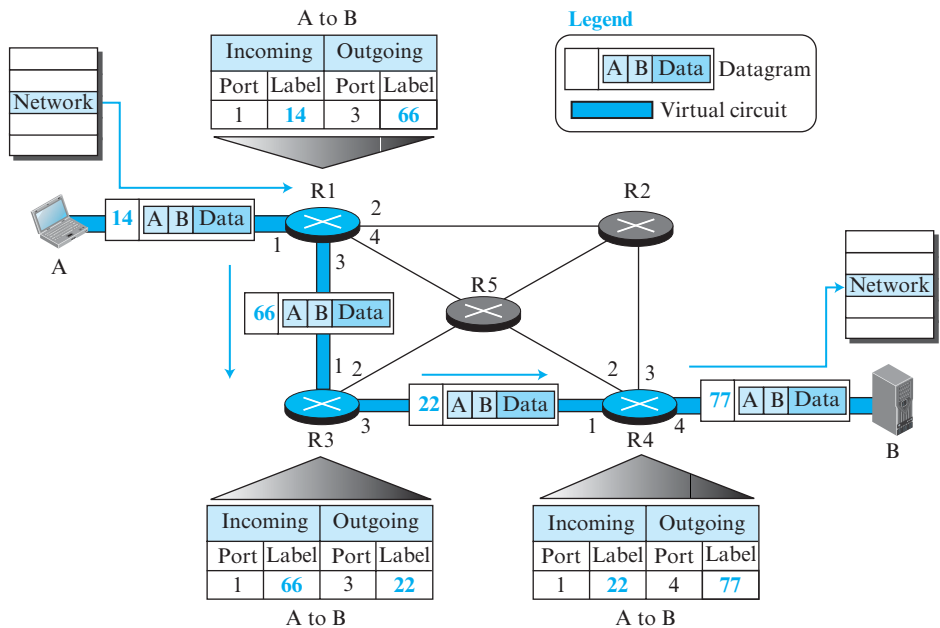 A to B
Incoming Outgoing
Port Label Port Label
1 14 3 66
Legend
A B Data Datagram
Virtual circuit
Network
R1
R2
14 A B Data
A
1
2
4
3
R5
66 A B Data
Network
1
2
3
R3
22 A B Data
2
3
1
4
R4
77 A B Data
B
Incoming Outgoing
Port Label Port Label
1 66 3 22
A to B
Incoming Outgoing
Port Label Port Label
1 22 4 77
A to B